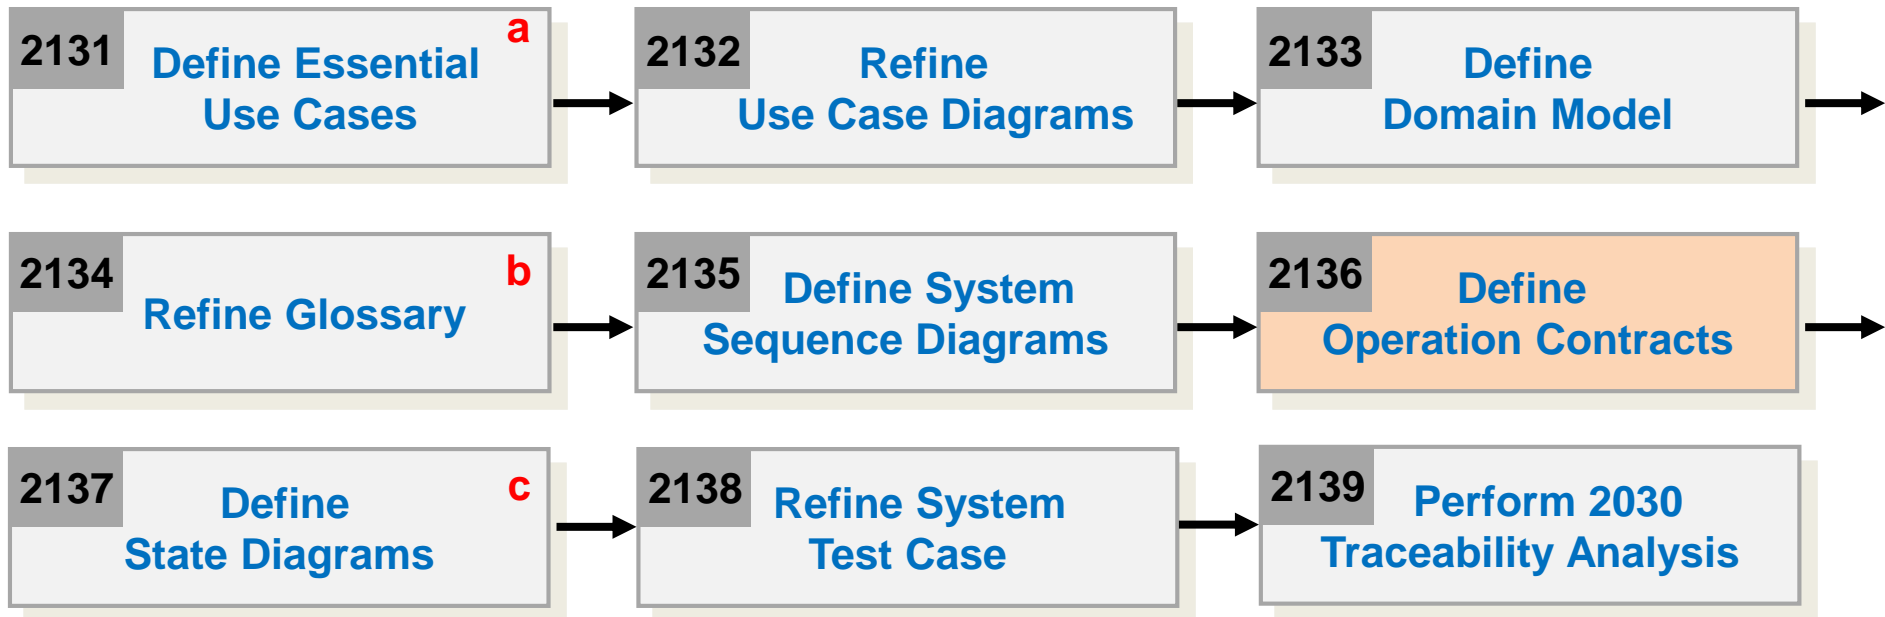 2131
a
Define Essential
Use Cases
2132
Refine
Use Case Diagrams
2133
Define
Domain Model
2134
b
Refine Glossary
2135
Define System
Sequence Diagrams
2136
Define
Operation Contracts
2137
c
Define
State Diagrams
2138
Refine System
Test Case
2139
Perform 2030
Traceability Analysis